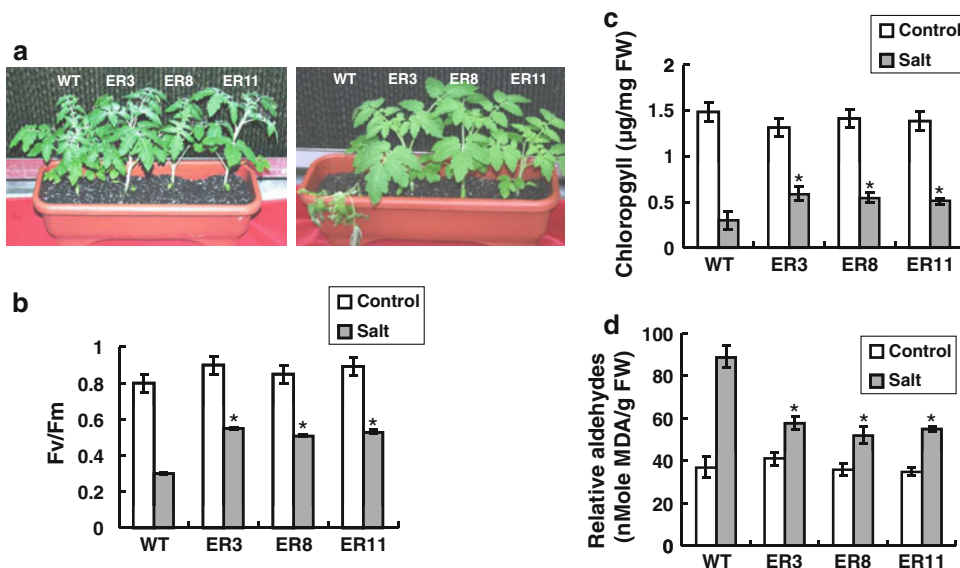 a
WT ER3 ER8 ER11
WT ER3 ER8 ER11
b
Control
Salt
Fv/Fm
1
0.8
0.6
0.4
0.2
0
WT ER3 ER8 ER11
*
*
*
c
Control
Salt
Chloropgyll (µg/mg FW)
2
1.5
1
0.5
0
WT ER3 ER8 ER11
*
*
*
d
Control
Salt
Relative aldehydes
(nMole MDA/g FW)
100
80
60
40
20
0
WT ER3 ER8 ER11
*
*
*